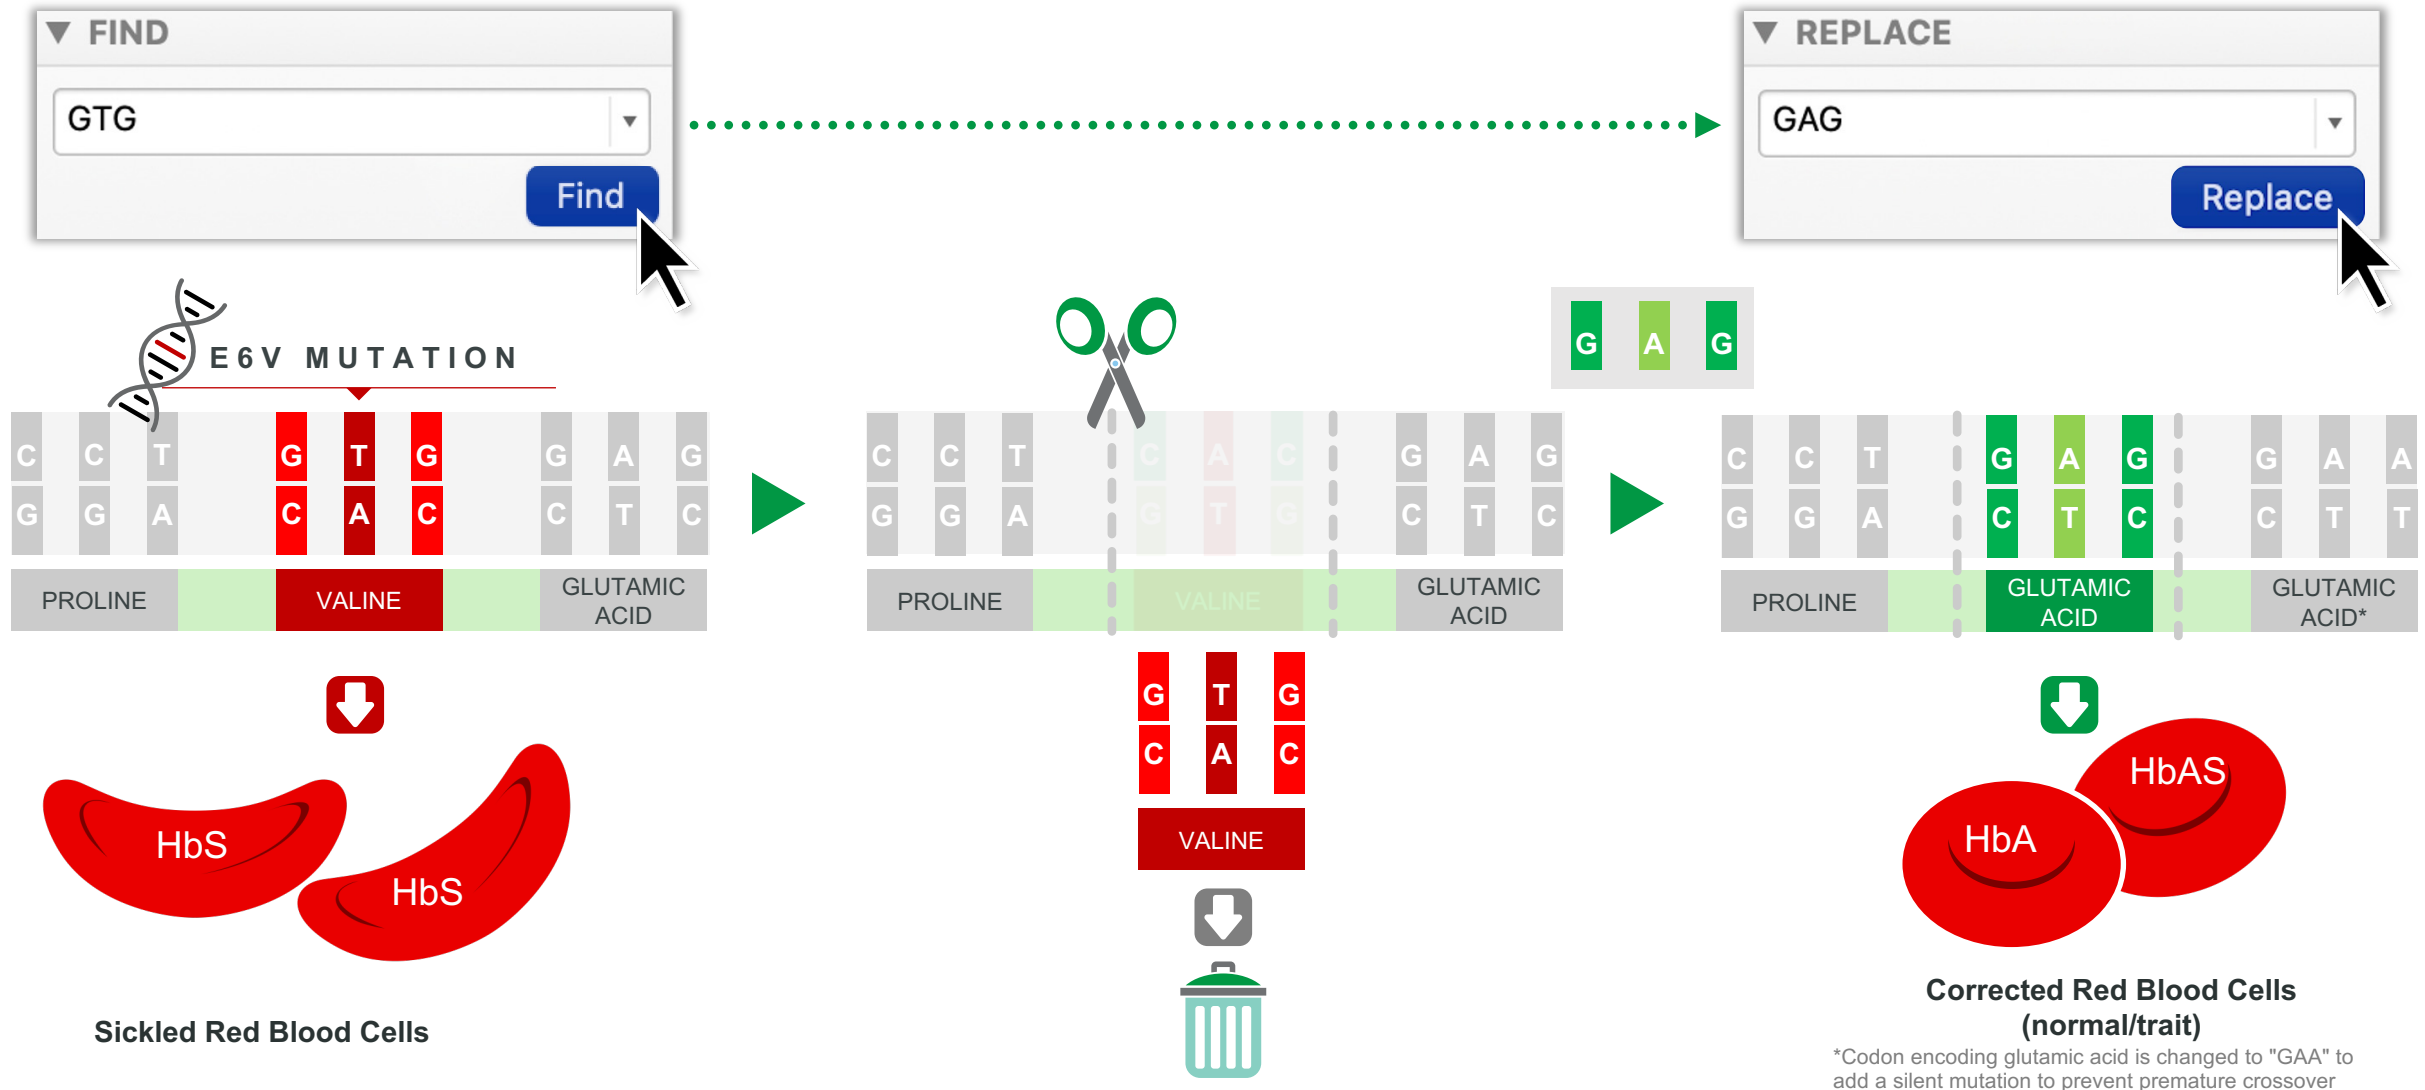 FIND
REPLACE
GTG
GAG
Find
Replace
G A G
E6V MUTATION
C C T G T G G A G
G G A C A C C T C
PROLINE VALINE GLUTAMIC ACID
C C T C A C G A G
G G A G T G C T C
PROLINE VALINE GLUTAMIC ACID
C C T G A G G A A
G G A C T C C T T
PROLINE GLUTAMIC ACID GLUTAMIC ACID*
G T G
C A C
VALINE
HbS
HbS
HbAS
HbA
Sickled Red Blood Cells
Corrected Red Blood Cells
(normal/trait)
*Codon encoding glutamic acid is changed to "GAA" to
add a silent mutation to prevent premature crossover